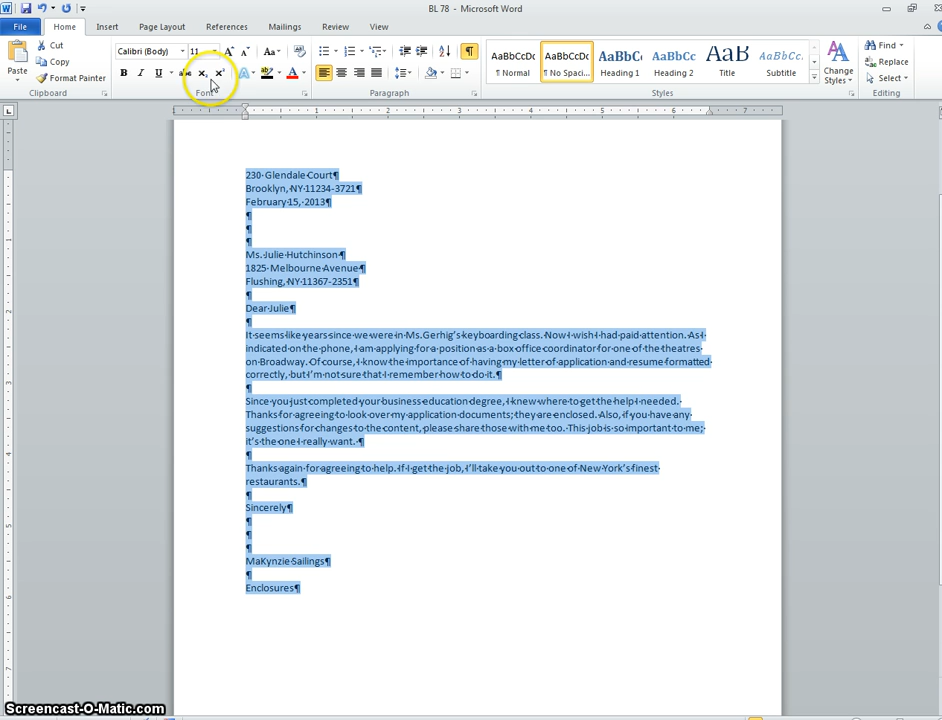 BL 78 - Microsoft Word
File Home Insert Page Layout References Mailings Review View
Paste
Cut
Copy
Format Painter
Clipboard
Calibri (Body) 11
Font
Paragraph
AaBbCcDc AaBbCcDc AaBbC AaBbCc AaB AaBbCc.
¶ Normal ¶ No Spaci... Heading 1 Heading 2 Title Subtitle
Change Styles
Styles
Find
Replace
Select
Editing
1 2 3 4 5 6 7
230 Glendale Court¶
Brooklyn, NY 11234-3721¶
February 15, 2013¶
¶
¶
¶
Ms. Julie Hutchinson¶
1825 Melbourne Avenue¶
Flushing, NY 11367-2351¶
¶
Dear Julie¶
¶
It seems like years since we were in Ms. Gerhig's keyboarding class. Now I wish I had paid attention. As I
indicated on the phone, I am applying for a position as a box office coordinator for one of the theatres
on Broadway. Of course, I know the importance of having my letter of application and resume formatted
correctly, but I'm not sure that I remember how to do it.¶
¶
Since you just completed your business education degree, I knew where to get the help I needed.
Thanks for agreeing to look over my application documents; they are enclosed. Also, if you have any
suggestions for changes to the content, please share those with me too. This job is so important to me;
it's the one I really want. ¶
¶
Thanks again for agreeing to help. If I get the job, I'll take you out to one of New York's finest
restaurants.¶
¶
Sincerely¶
¶
¶
¶
MaKynzie Sailings¶
¶
Enclosures¶
Screencast-O-Matic.com